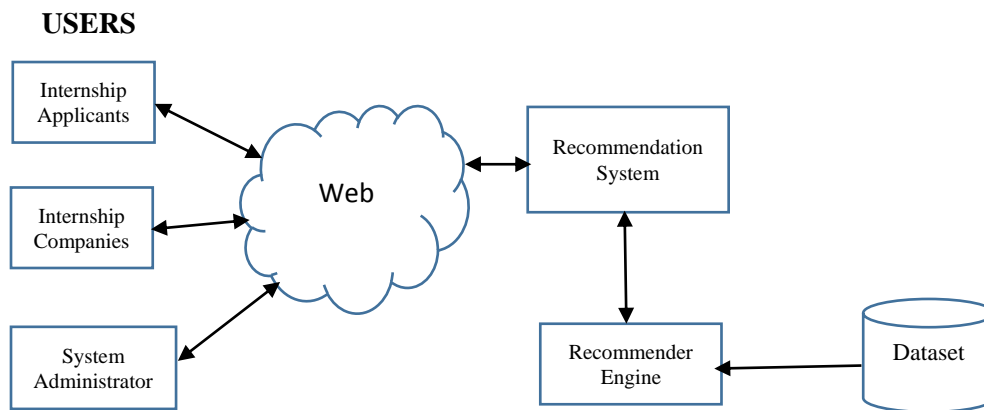 USERS
Internship
Applicants
Internship
Companies
System
Administrator
Web
Recommendation
System
Recommender
Engine
Dataset